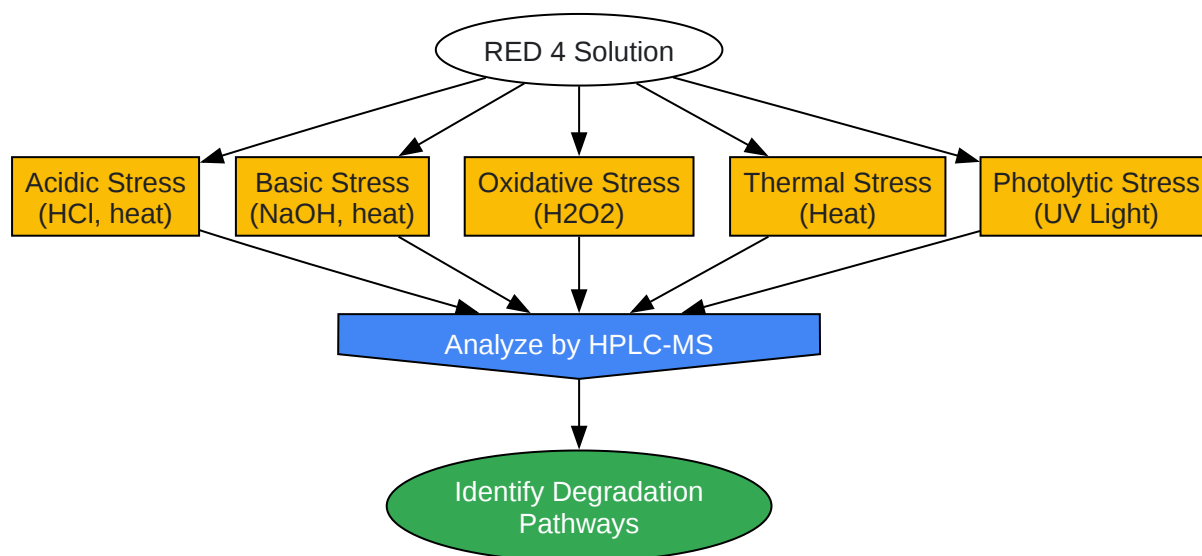 RED 4 Solution
Acidic Stress
(HCl, heat)
Basic Stress
(NaOH, heat)
Oxidative Stress
(H2O2)
Thermal Stress
(Heat)
Photolytic Stress
(UV Light)
Analyze by HPLC-MS
Identify Degradation
Pathways